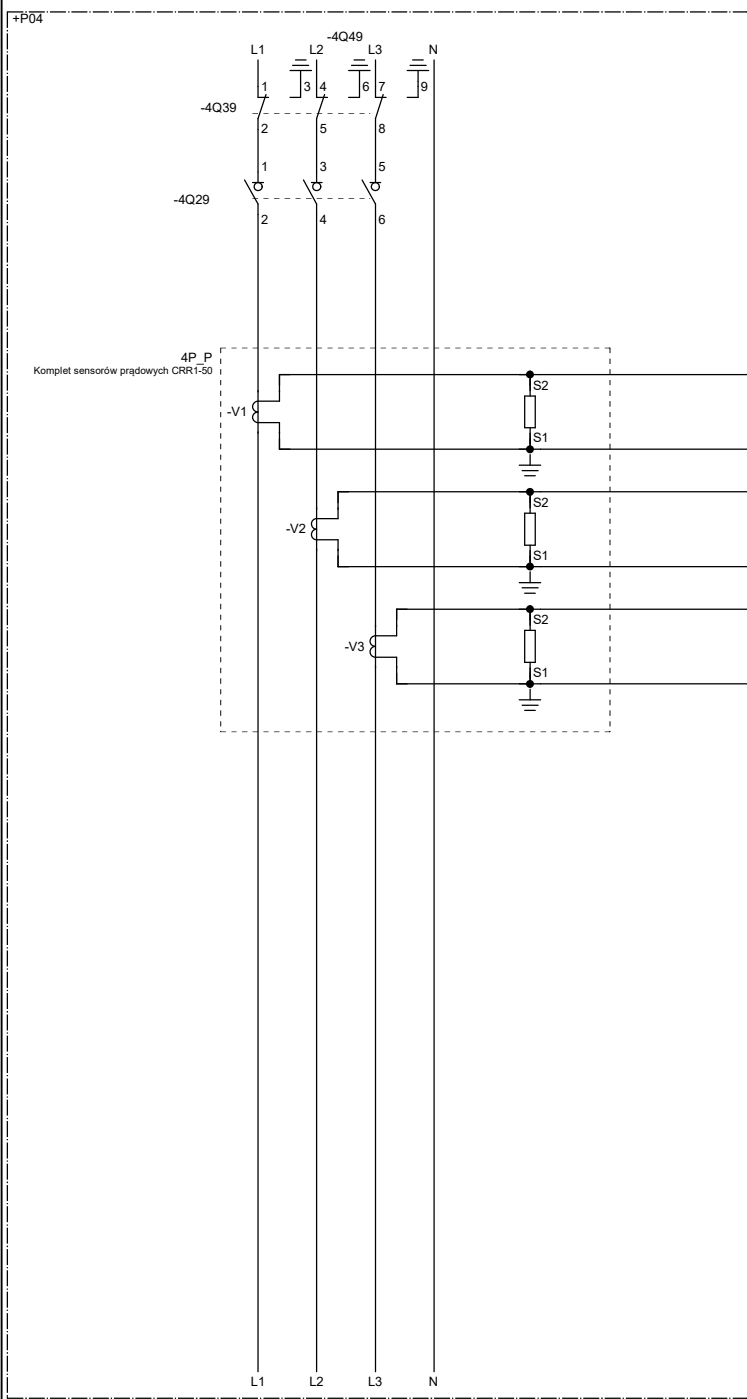 +P04
-4Q49
L1 L2 L3 N
1 3 4 6 7 9
-4Q39
2 5 8
1 3 5
-4Q29
2 4 6
4P_P
Komplet sensorów prądowych CRR1-50
S2
-V1
S1
S2
-V2
S1
S2
-V3
S1
L1 L2 L3 N